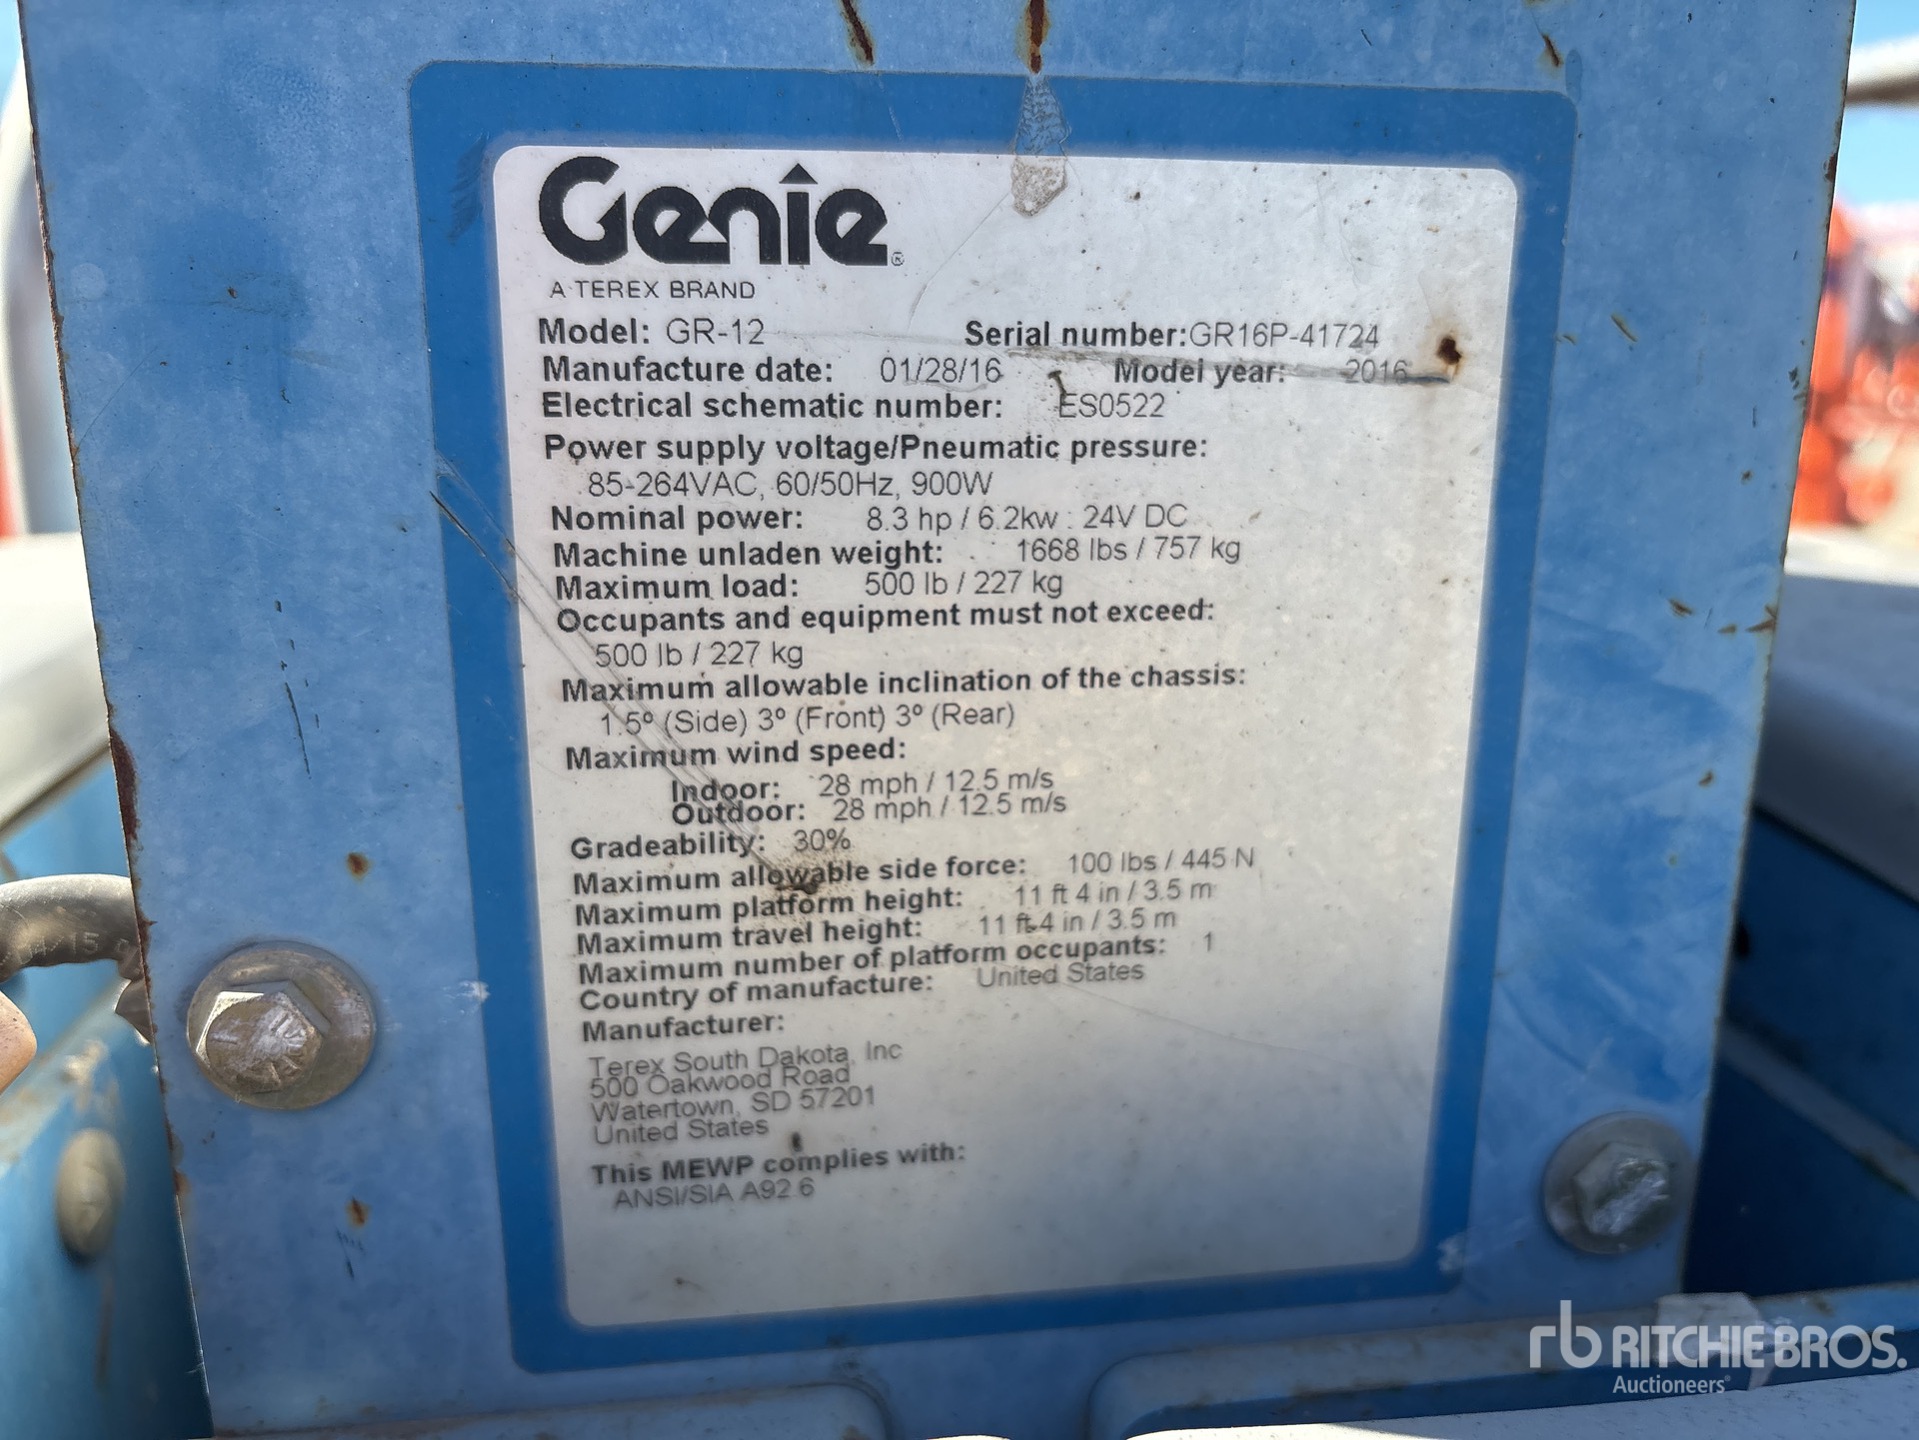 Genie®
A TEREX BRAND
Model: GR-12 Serial number:GR16P-41724
Manufacture date: 01/28/16 Model year: 2016
Electrical schematic number: ES0522
Power supply voltage/Pneumatic pressure:
85-264VAC, 60/50Hz, 900W
Nominal power: 8.3 hp / 6.2kw : 24V DC
Machine unladen weight: 1668 lbs / 757 kg
Maximum load: 500 lb / 227 kg
Occupants and equipment must not exceed:
500 lb / 227 kg
Maximum allowable inclination of the chassis:
1.5º (Side) 3º (Front) 3º (Rear)
Maximum wind speed:
Indoor: 28 mph / 12.5 m/s
Outdoor: 28 mph / 12.5 m/s
Gradeability: 30%
Maximum allowable side force: 100 lbs / 445 N
Maximum platform height: 11 ft 4 in / 3.5 m
Maximum travel height: 11 ft 4 in / 3.5 m
Maximum number of platform occupants: 1
Country of manufacture: United States
Manufacturer:
Terex South Dakota, Inc
500 Oakwood Road
Watertown, SD 57201
United States
This MEWP complies with:
ANSI/SIA A92.6
rb RITCHIE BROS.
Auctioneers®